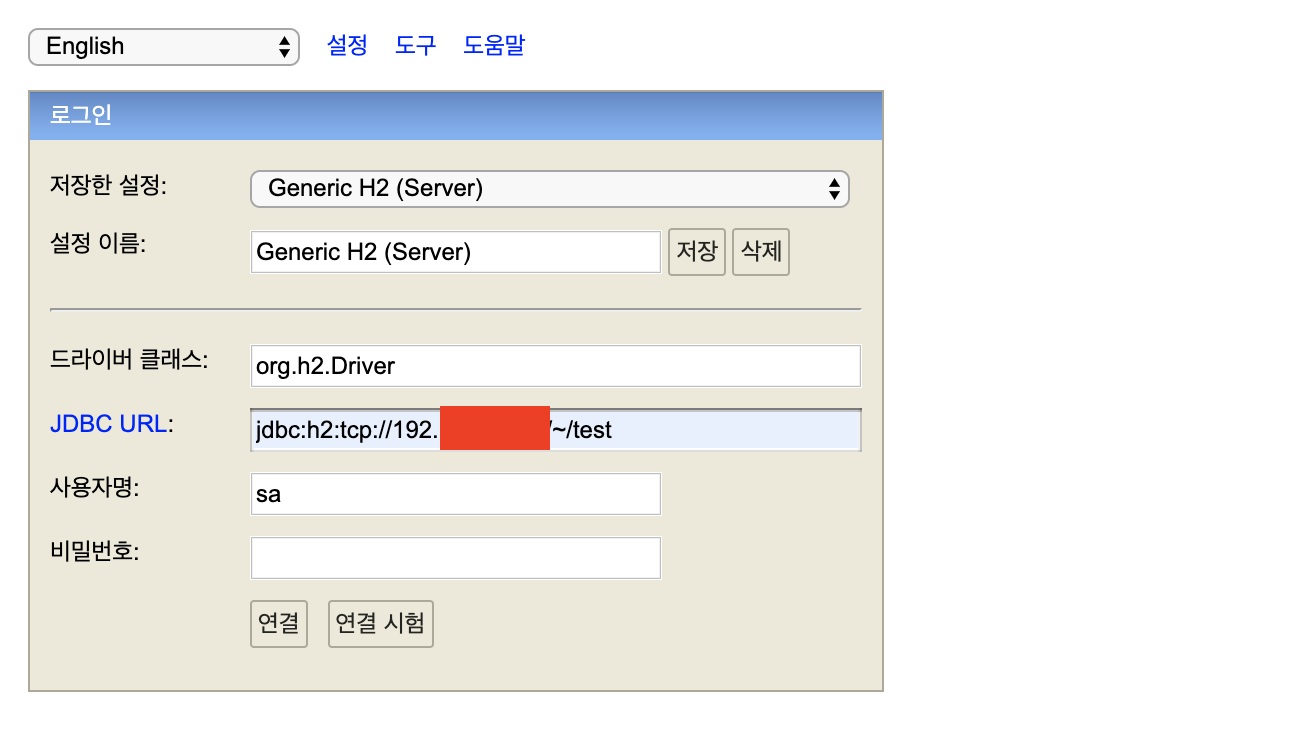 English 설정 도구 도움말
로그인
저장한 설정: Generic H2 (Server)
설정 이름: Generic H2 (Server) 저장 삭제
드라이버 클래스: org.h2.Driver
JDBC URL: jdbc:h2:tcp://192. /~/test
사용자명: sa
비밀번호:
연결 연결 시험